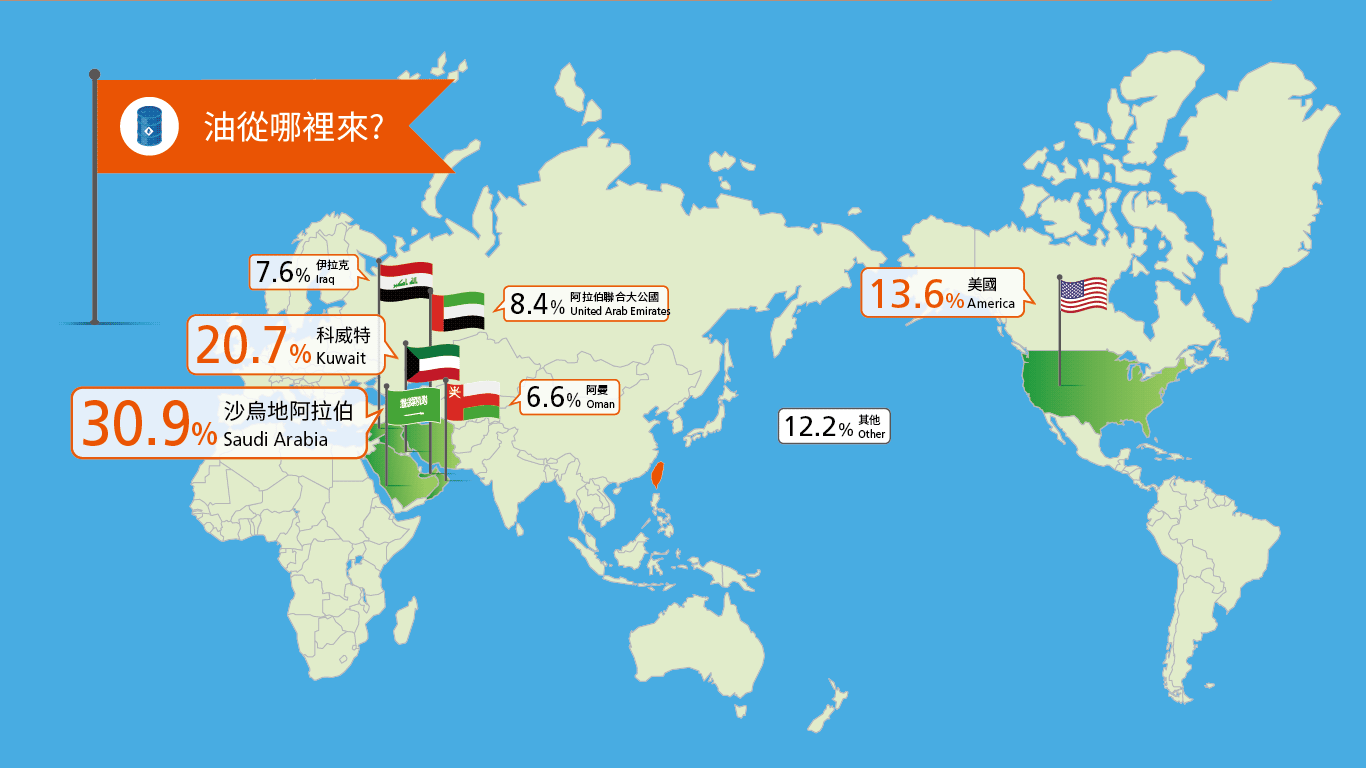 油從哪裡來?
7.6% 伊拉克
Iraq
8.4% 阿拉伯聯合大公國
United Arab Emirates
13.6% 美國
America
20.7% 科威特
Kuwait
6.6% 阿曼
Oman
30.9% 沙烏地阿拉伯
Saudi Arabia
12.2% 其他
Other